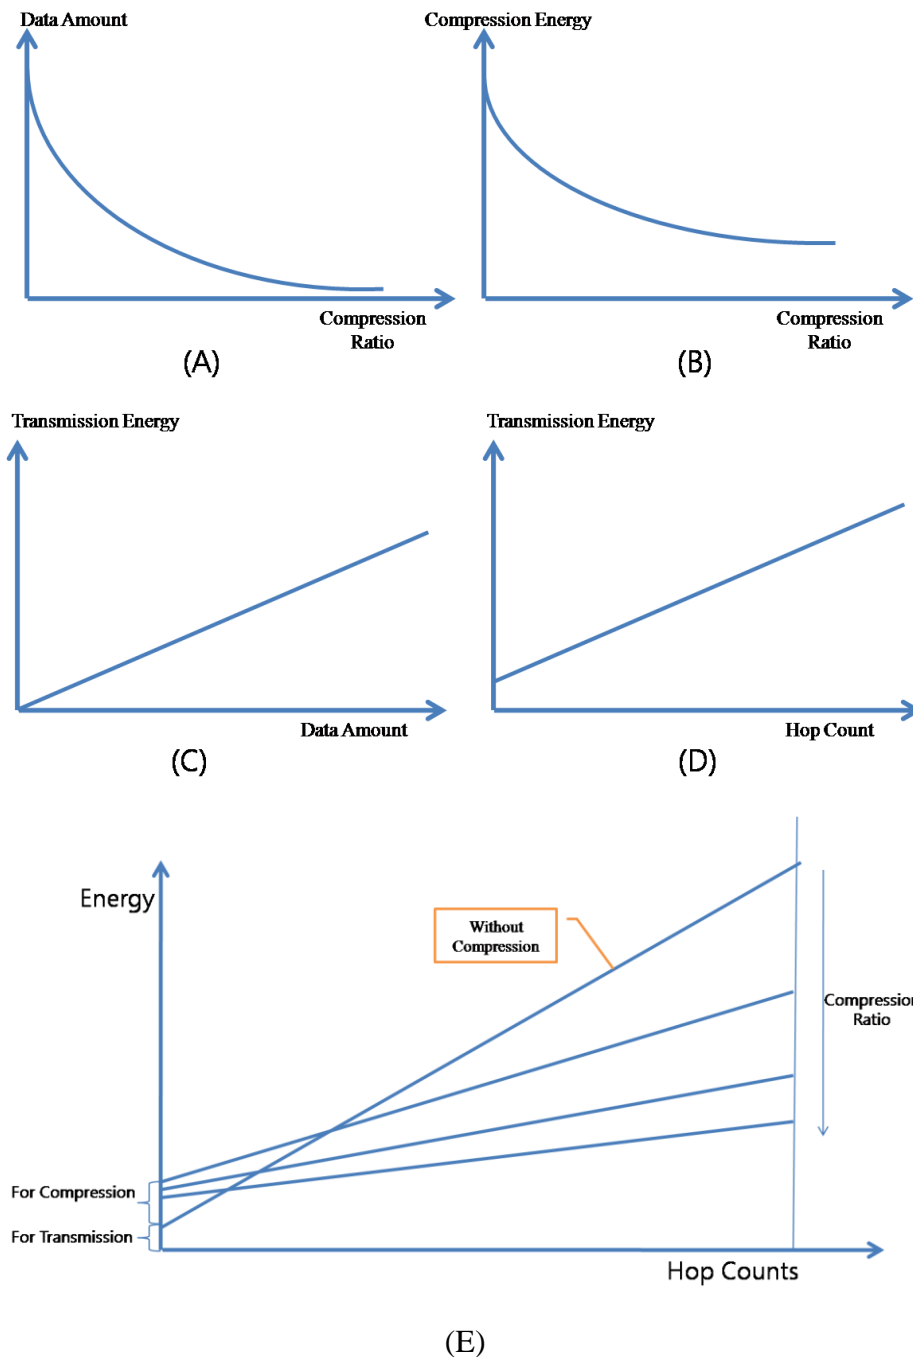 Data Amount
Compression Energy
Compression
Ratio
Compression
Ratio
(A)
(B)
Transmission Energy
Transmission Energy
Data Amount
Hop Count
(C)
(D)
Energy
Without
Compression
Compression
Ratio
For Compression
For Transmission
Hop Counts
(E)